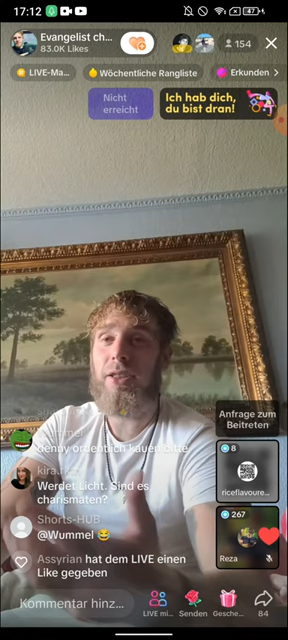 17:12
47
Evangelist ch...
83.0K Likes
154
LIVE-Ma...
Wöchentliche Rangliste
Erkunden
Nicht
erreicht
Ich hab dich,
du bist dran!
Anfrage zum
Beitreten
8
riceflavoure...
267
Reza
denny ordentlich kauen bitte
Werdet Licht. Sind es
charismaten?
Shorts-HUB
@Wummel 😂
Assyrian hat dem LIVE einen
Like gegeben
Kommentar hinz...
LIVE mi...
Senden
Gesche...
84